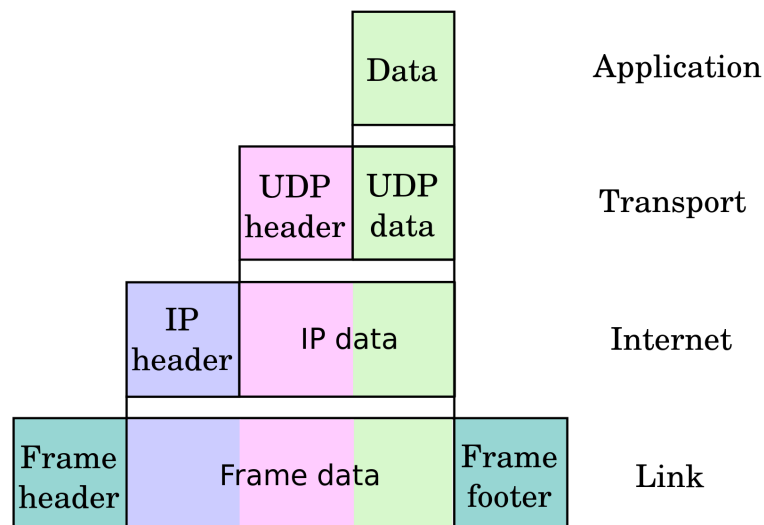 Data
Application
UDP
header
UDP
data
Transport
IP
header
IP data
Internet
Frame
header
Frame data
Frame
footer
Link